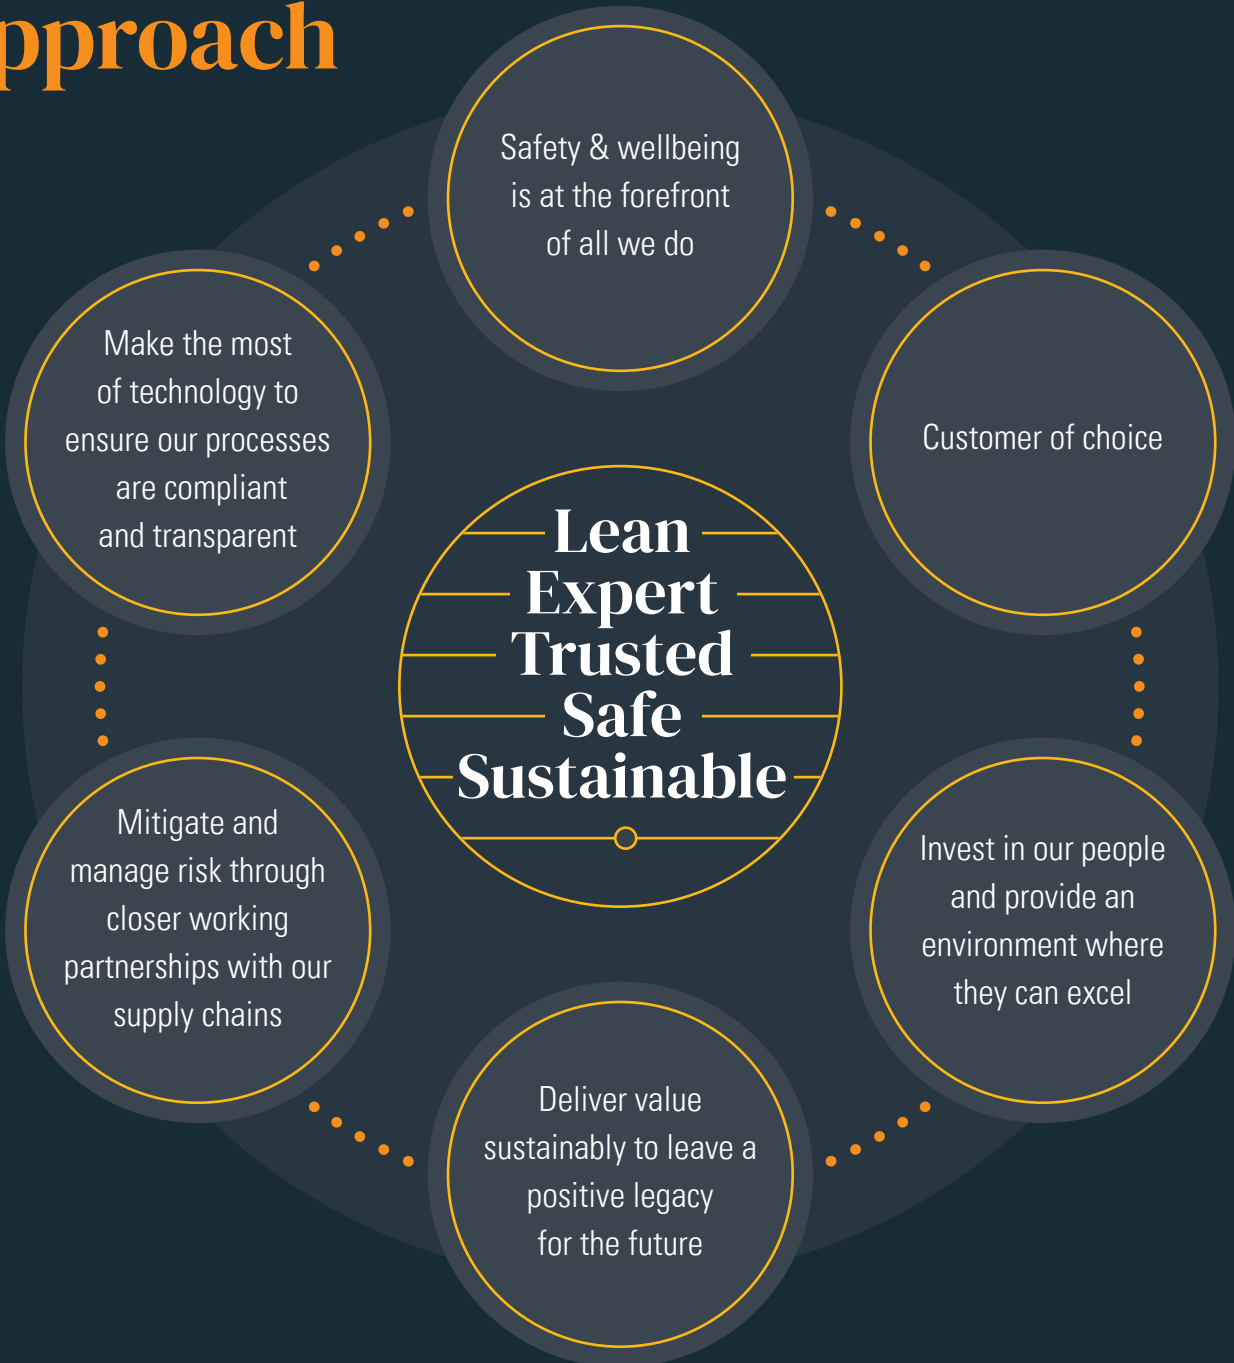 pproach
Safety & wellbeing
is at the forefront
of all we do
Customer of choice
Invest in our people
and provide an
environment where
they can excel
Deliver value
sustainably to leave a
positive legacy
for the future
Mitigate and
manage risk through
closer working
partnerships with our
supply chains
Make the most
of technology to
ensure our processes
are compliant
and transparent
Lean
Expert
Trusted
Safe
Sustainable